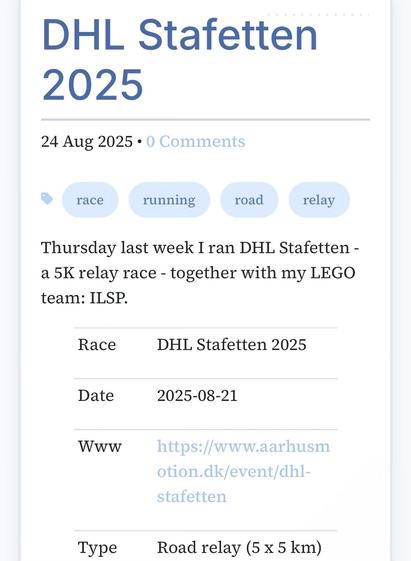 DHL Stafetten
2025
24 Aug 2025 • 0 Comments
race running road relay
Thursday last week I ran DHL Stafetten -
a 5K relay race - together with my LEGO
team: ILSP.
Race DHL Stafetten 2025
Date 2025-08-21
Www https://www.aarhusm
otion.dk/event/dhl-
stafetten
Type Road relay (5 x 5 km)